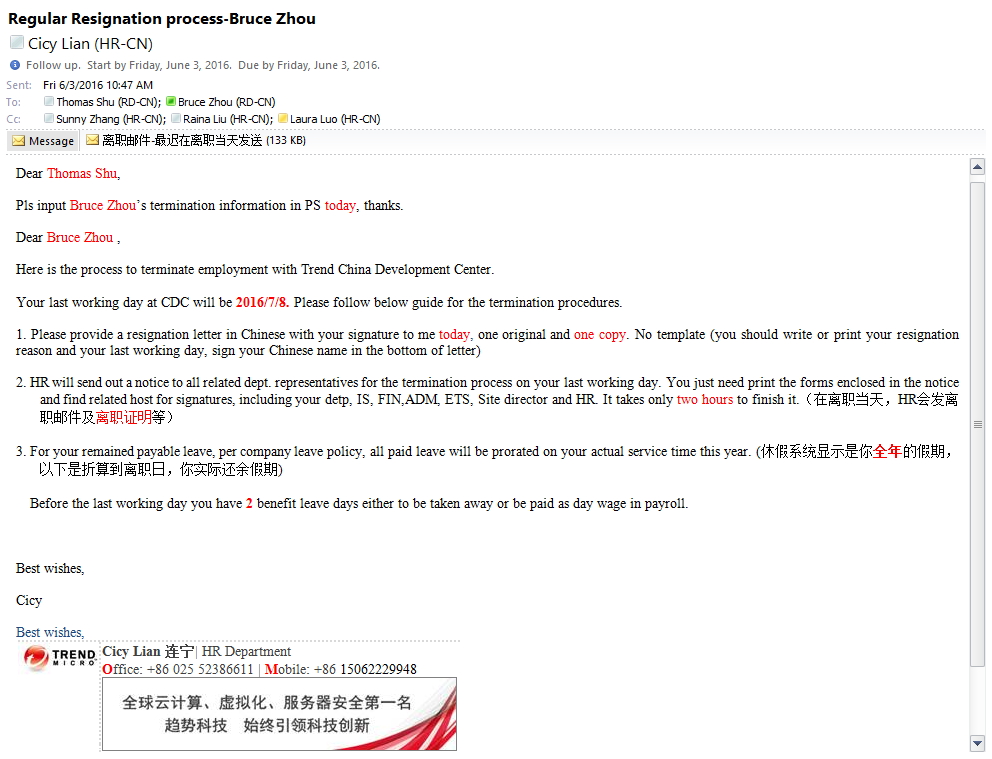 Regular Resignation process-Bruce Zhou
Cicy Lian (HR-CN)
Follow up. Start by Friday, June 3, 2016. Due by Friday, June 3, 2016.
Sent: Fri 6/3/2016 10:47 AM
To: Thomas Shu (RD-CN); Bruce Zhou (RD-CN)
Cc: Sunny Zhang (HR-CN); Raina Liu (HR-CN); Laura Luo (HR-CN)
Message 离职邮件-最迟在离职当天发送 (133 KB)
Dear Thomas Shu,
Pls input Bruce Zhou's termination information in PS today, thanks.
Dear Bruce Zhou ,
Here is the process to terminate employment with Trend China Development Center.
Your last working day at CDC will be 2016/7/8. Please follow below guide for the termination procedures.
1. Please provide a resignation letter in Chinese with your signature to me today, one original and one copy. No template (you should write or print your resignation
reason and your last working day, sign your Chinese name in the bottom of letter)
2. HR will send out a notice to all related dept. representatives for the termination process on your last working day. You just need print the forms enclosed in the notice
and find related host for signatures, including your detp, IS, FIN,ADM, ETS, Site director and HR. It takes only two hours to finish it.（在离职当天，HR会发离
职邮件及离职证明等）
3. For your remained payable leave, per company leave policy, all paid leave will be prorated on your actual service time this year. (休假系统显示是你全年的假期，
以下是折算到离职日，你实际还余假期)
Before the last working day you have 2 benefit leave days either to be taken away or be paid as day wage in payroll.
Best wishes,
Cicy
Best wishes,
TREND MICRO
Cicy Lian 连宁| HR Department
Office: +86 025 52386611 | Mobile: +86 15062229948
全球云计算、虚拟化、服务器安全第一名
趋势科技 始终引领科技创新